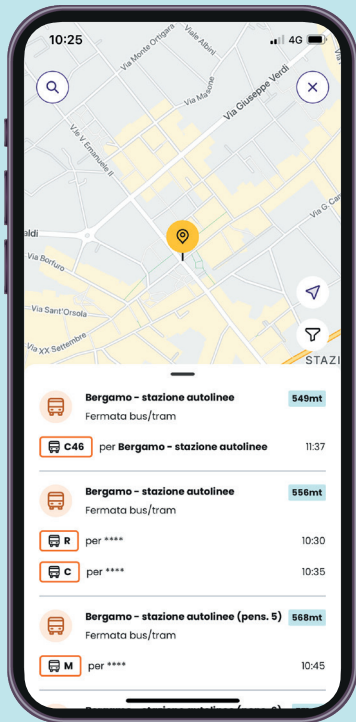 10:25
4G
Via Monte Ortigara
Viale Albini
Via Masone
Via Giuseppe Verdi
V.le V. Emanuele II
Via G. Cam
aldi
Via Borfuro
Via Sant'Orsola
Via XX Settembre
STAZI
Bergamo - stazione autolinee 549mt
Fermata bus/tram
C46 per Bergamo - stazione autolinee 11:37
Bergamo - stazione autolinee 556mt
Fermata bus/tram
R per **** 10:30
C per **** 10:35
Bergamo - stazione autolinee (pens. 5) 568mt
Fermata bus/tram
M per **** 10:45